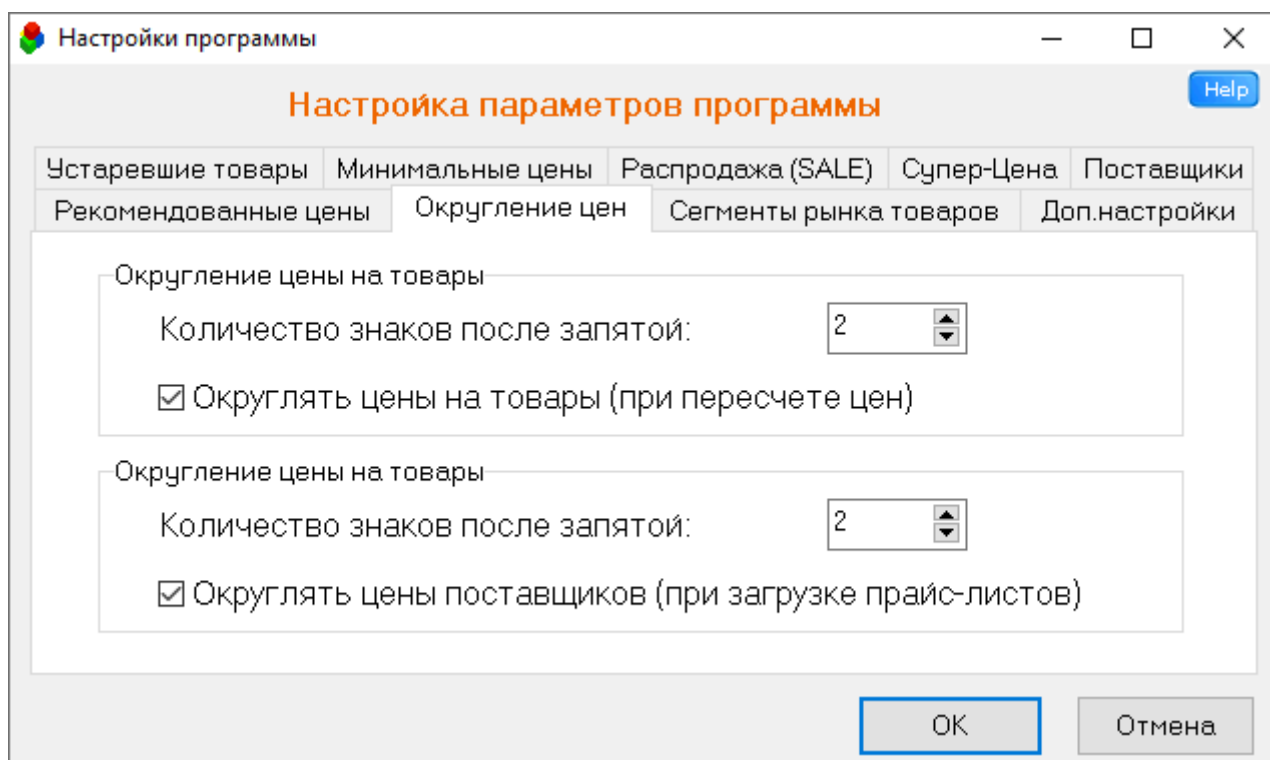 Настройки программы
Настройка параметров программы
Help
Устаревшие товары Минимальные цены Распродажа (SALE) Супер-Цена Поставщики
Рекомендованные цены Округление цен Сегменты рынка товаров Доп.настройки
Округление цены на товары
Количество знаков после запятой: 2
Округлять цены на товары (при пересчете цен)
Округление цены на товары
Количество знаков после запятой: 2
Округлять цены поставщиков (при загрузке прайс-листов)
OK Отмена